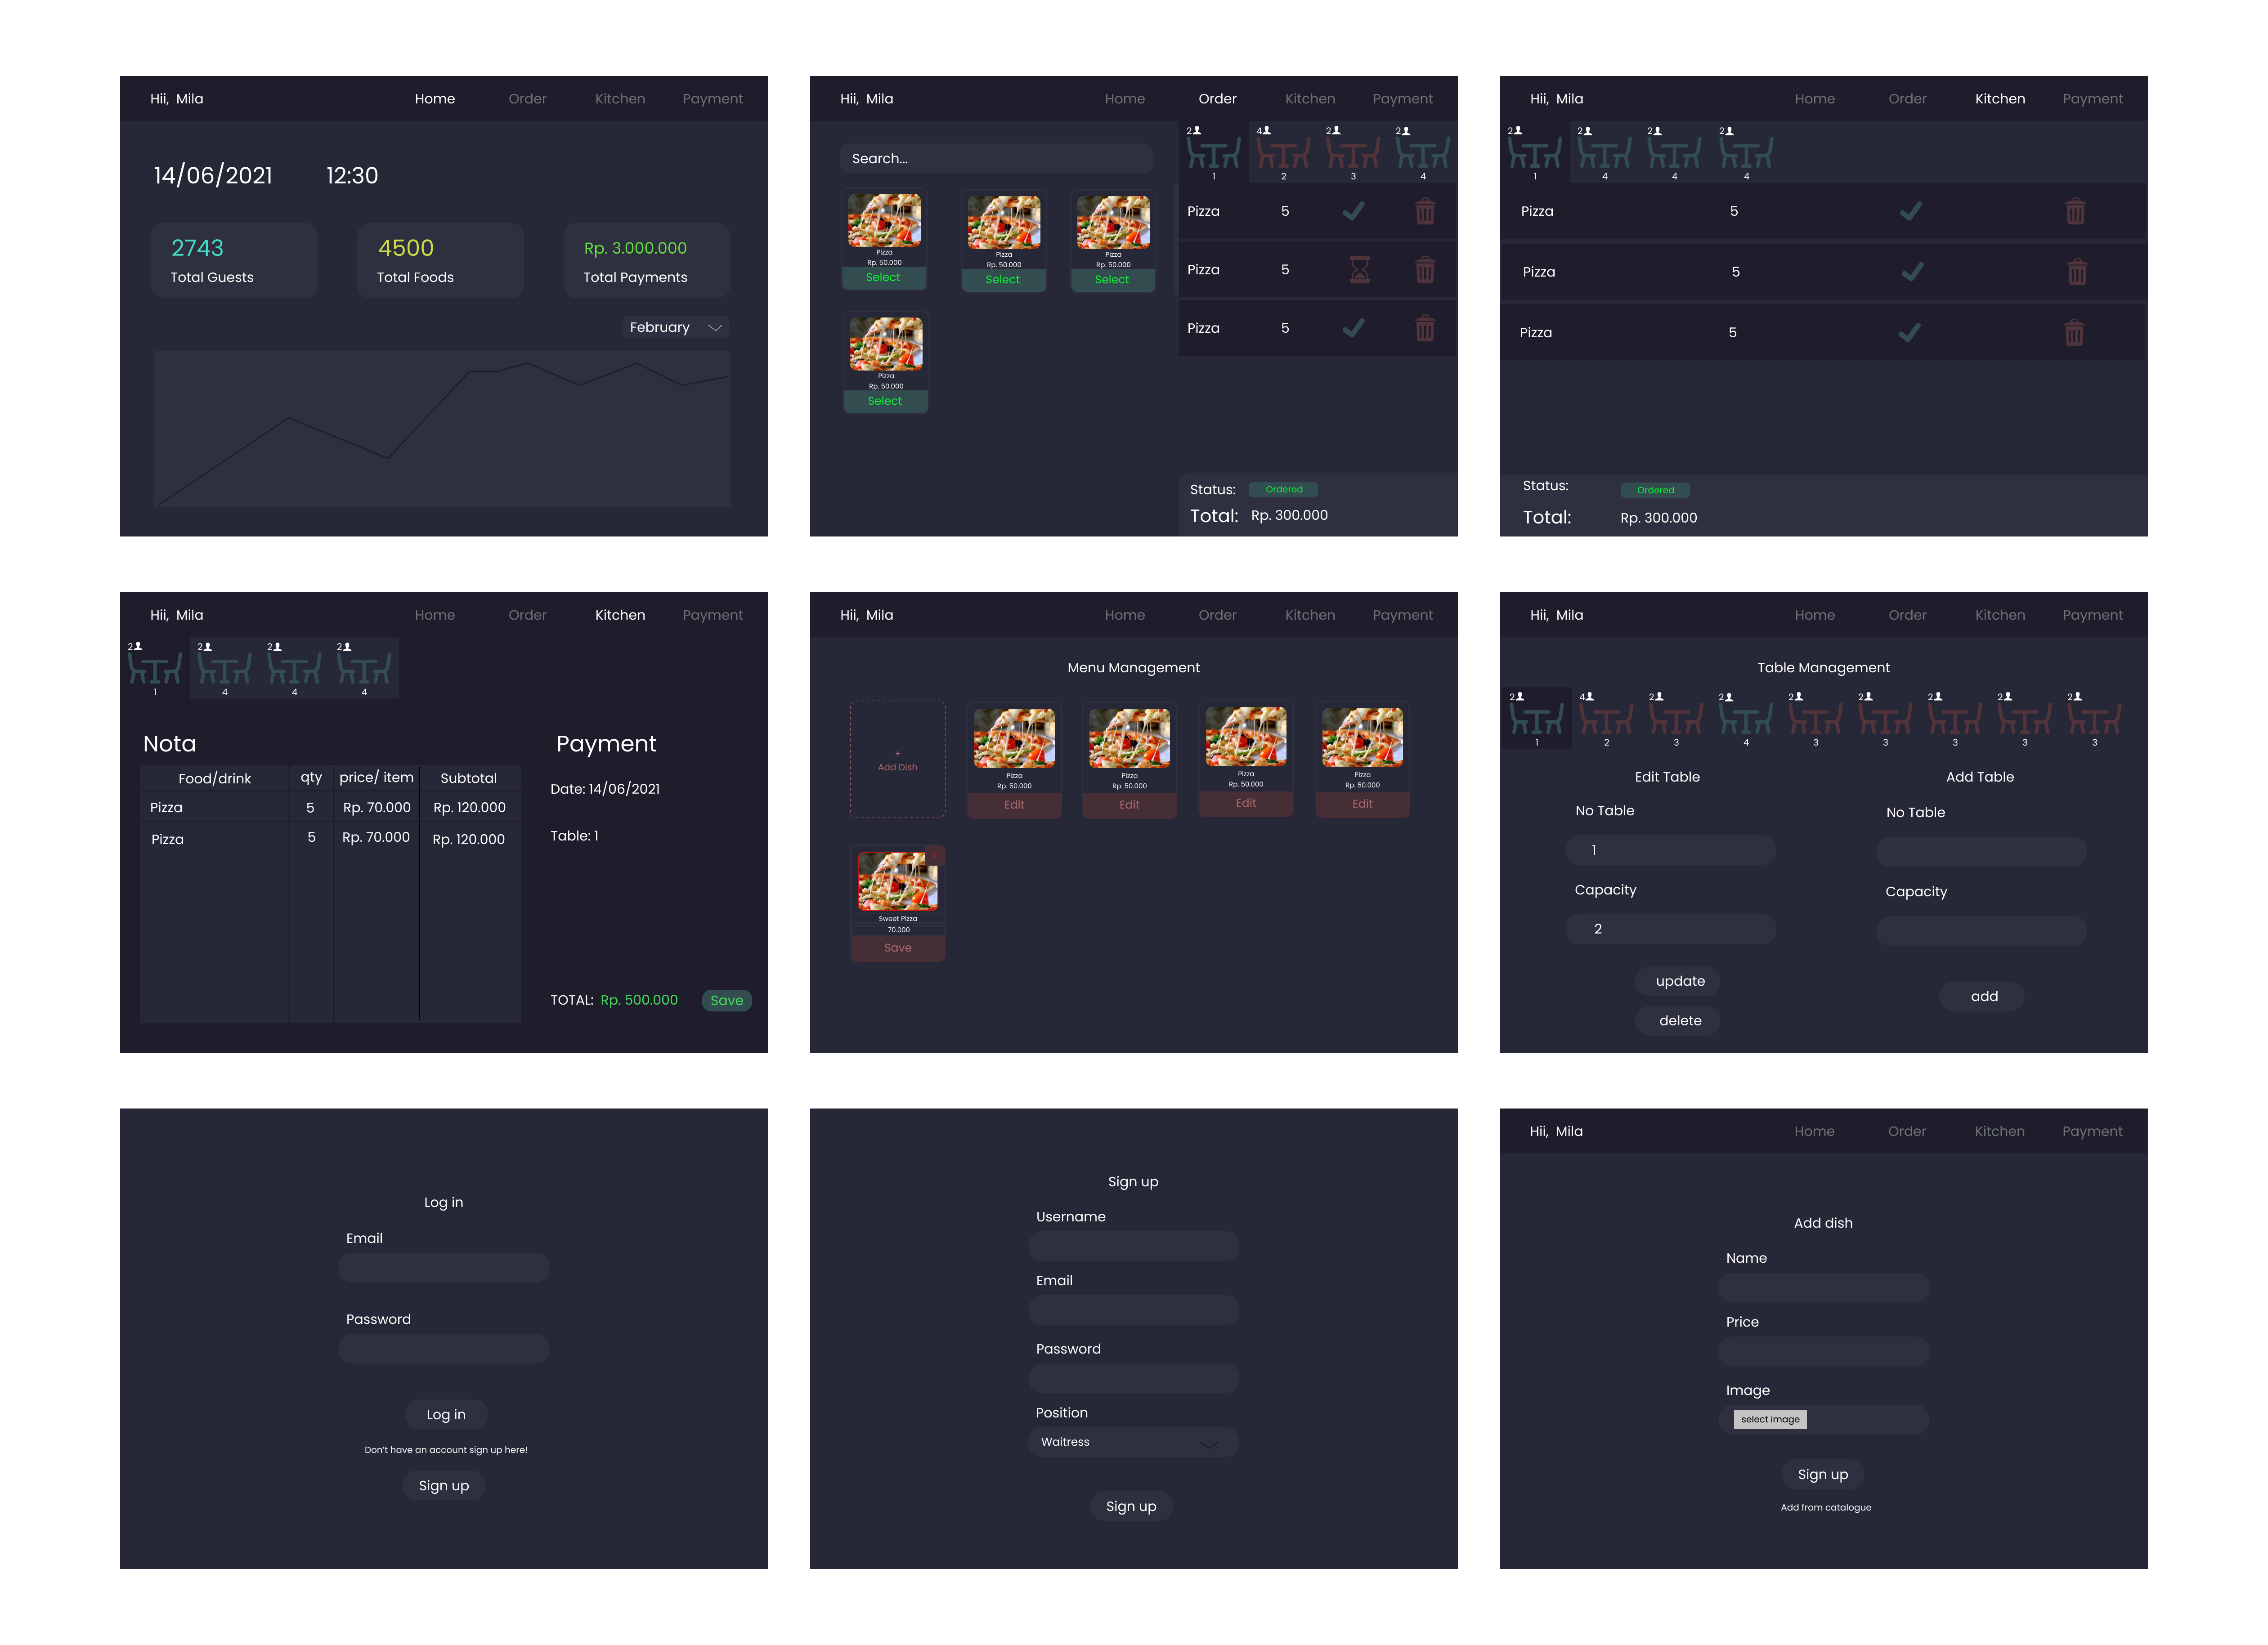 Hii, Mila
Home Order Kitchen Payment
14/06/2021 12:30
2743
Total Guests
4500
Total Foods
Rp. 3.000.000
Total Payments
February
Hii, Mila
Home Order Kitchen Payment
Search...
Pizza
Rp. 50.000
Select
Pizza
Rp. 50.000
Select
Pizza
Rp. 50.000
Select
Pizza
Rp. 50.000
Select
2 4 2 2
1 2 3 4
Pizza 5
Pizza 5
Pizza 5
Status: Ordered
Total: Rp. 300.000
Hii, Mila
Home Order Kitchen Payment
2 2 2 2
1 4 4 4
Pizza 5
Pizza 5
Pizza 5
Status: Ordered
Total: Rp. 300.000
Hii, Mila
Home Order Kitchen Payment
2 2 2 2
1 4 4 4
Nota
Food/drink qty price/ item Subtotal
Pizza 5 Rp. 70.000 Rp. 120.000
Pizza 5 Rp. 70.000 Rp. 120.000
Payment
Date: 14/06/2021
Table: 1
TOTAL: Rp. 500.000 Save
Hii, Mila
Home Order Kitchen Payment
Menu Management
+
Add Dish
Pizza
Rp. 50.000
Edit
Pizza
Rp. 50.000
Edit
Pizza
Rp. 50.000
Edit
Pizza
Rp. 50.000
Edit
Sweet Pizza
70.000
Save
Hii, Mila
Home Order Kitchen Payment
Table Management
2 4 2 2 2 2 2 2 2
1 2 3 4 3 3 3 3 3
Edit Table
No Table
1
Capacity
2
update
delete
Add Table
No Table
Capacity
add
Log in
Email
Password
Log in
Don't have an account sign up here!
Sign up
Sign up
Username
Email
Password
Position
Waitress
Sign up
Hii, Mila
Home Order Kitchen Payment
Add dish
Name
Price
Image
select image
Sign up
Add from catalogue